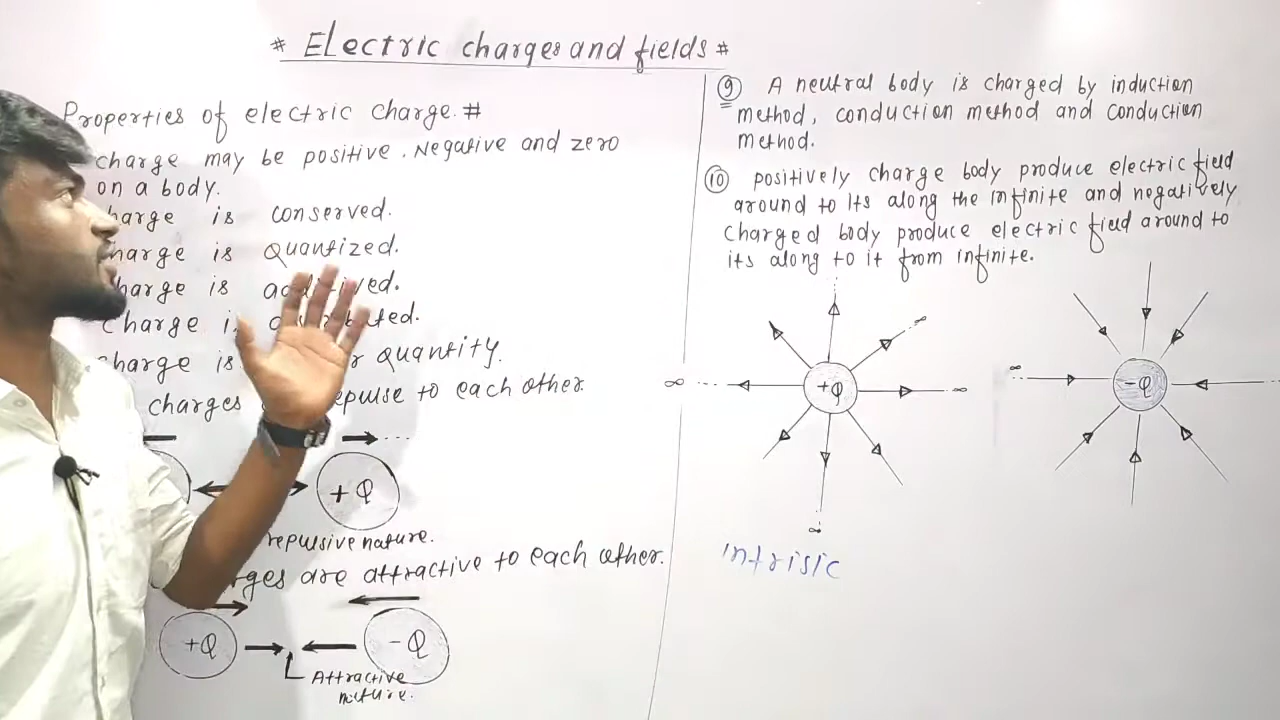 # Electric charges and fields #
Properties of electric charge. #
charge may be positive, Negative and zero
on a body.
harge is conserved.
harge is Quantized.
harge is
Charge
charge is quantity.
charges repulse to each other.
+Q
repulsive nature.
are attractive to each other.
+Q - Q
Attractive
nature.
9 A neutral body is charged by induction
method, conduction method and conduction
method.
10 positively charge body produce electric field
around to Its along the infinite and negatively
charged body produce electric field around to
its along to it from infinite.
∞ +Q ∞
∞ -Q
∞
intrisic